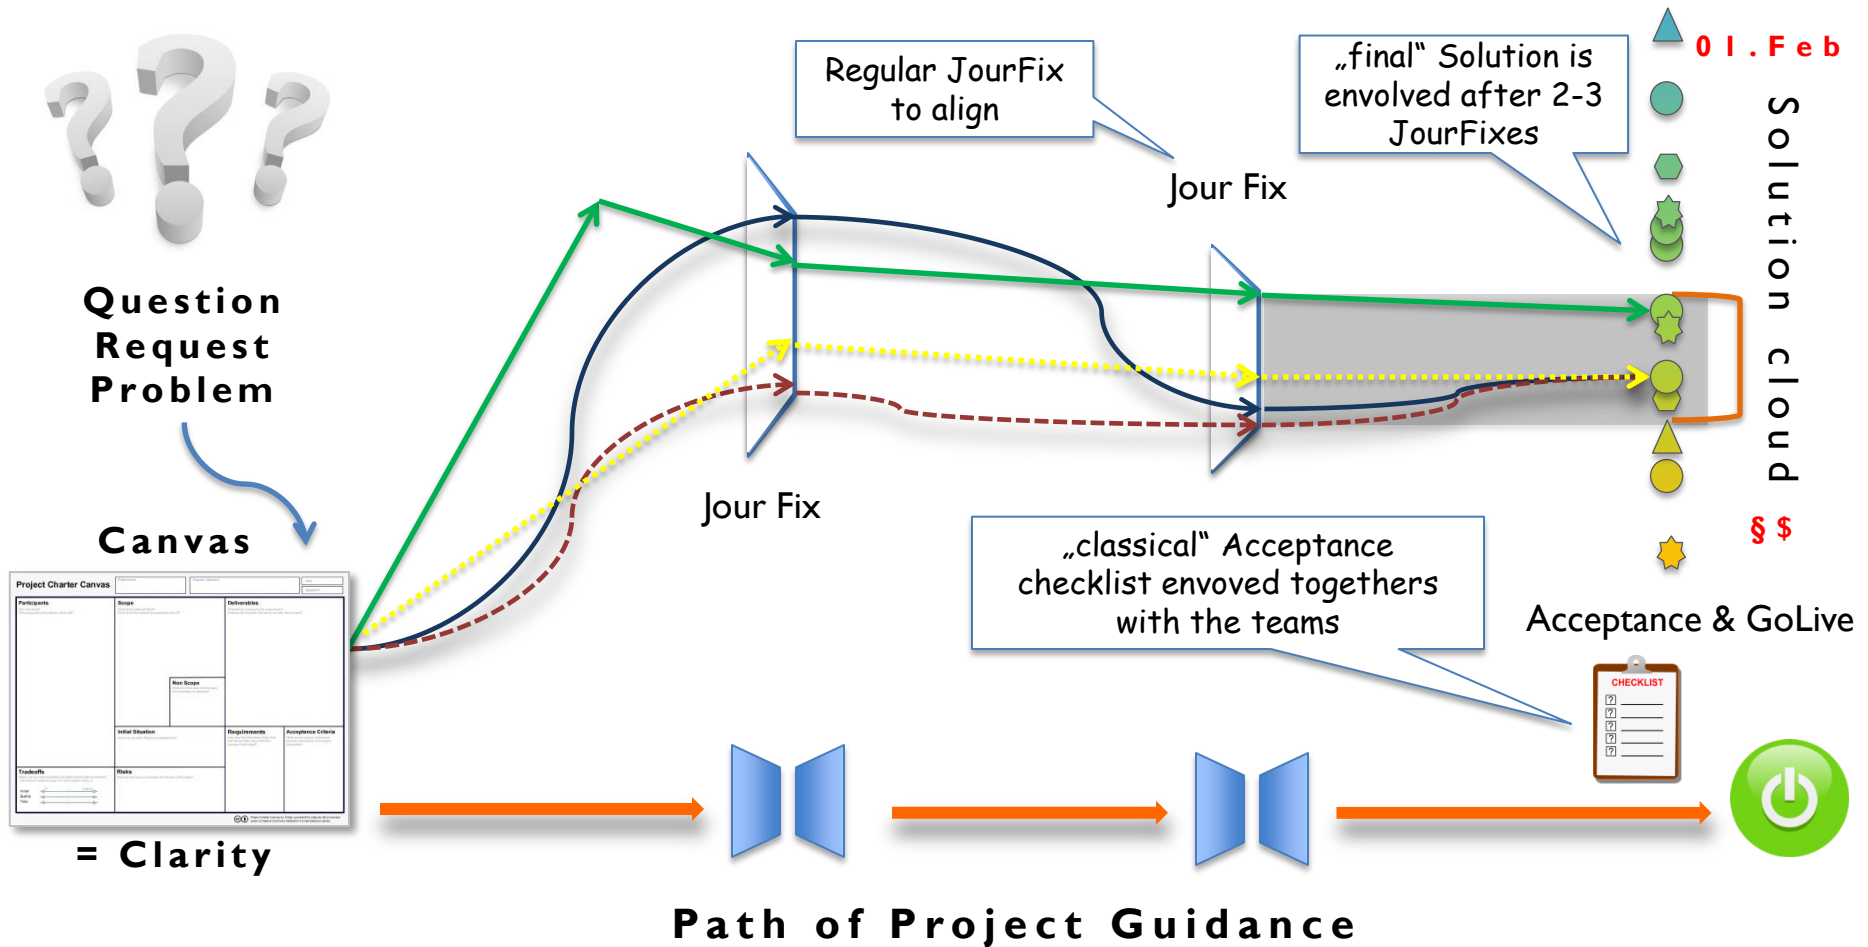 Question
Request
Problem
Canvas
Project Charter Canvas
Participants
Scope
Deliverables
Non Scope
Initial Situation
Requirements
Acceptance Criteria
Tradeoffs
Risks
= Clarity
Regular JourFix
to align
Jour Fix
Jour Fix
„final“ Solution is
envolved after 2-3
JourFixes
01.Feb
Solution cloud
§$
„classical“ Acceptance
checklist envoved togethers
with the teams
Acceptance & GoLive
CHECKLIST
Path of Project Guidance